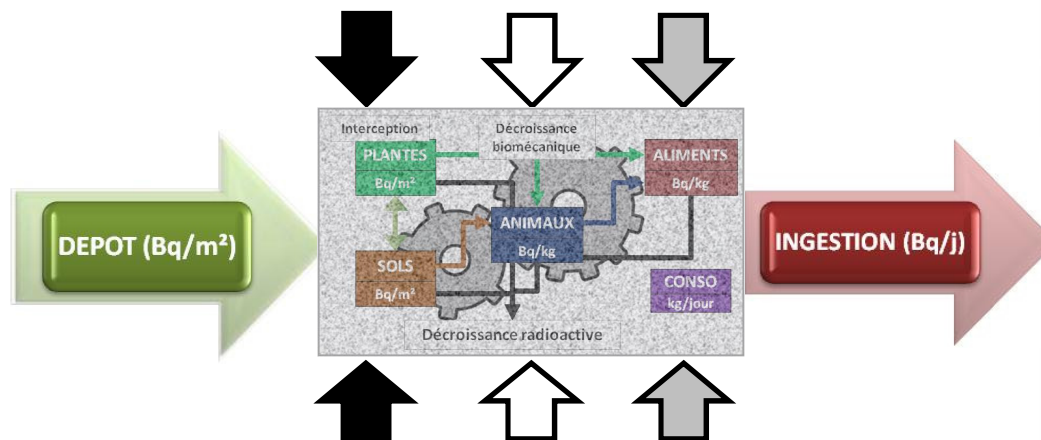 DEPOT (Bq/m²)
Interception
PLANTES
Bq/m²
SOLS
Bq/m²
Décroissance
biomécanique
ANIMAUX
Bq/kg
ALIMENTS
Bq/kg
CONSO
kg/jour
Décroissance radioactive
INGESTION (Bq/j)